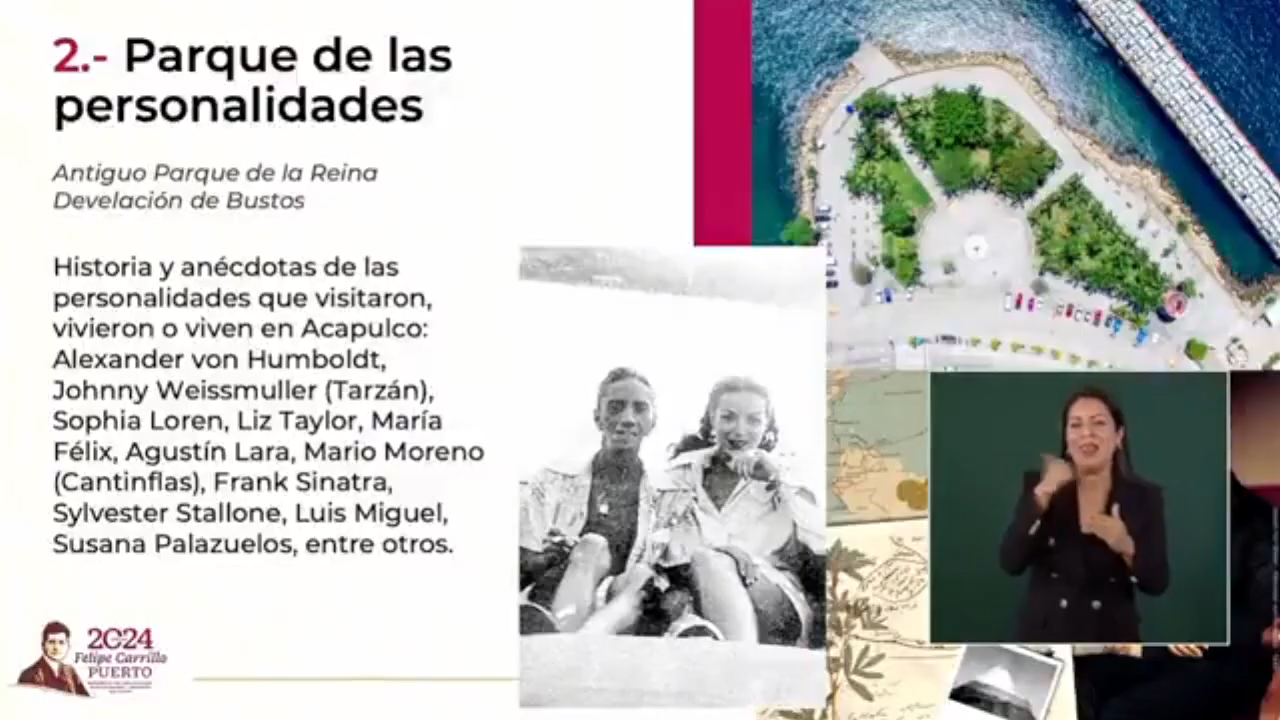 2.- Parque de las
personalidades
Antiguo Parque de la Reina
Develación de Bustos
Historia y anécdotas de las
personalidades que visitaron,
vivieron o viven en Acapulco:
Alexander von Humboldt,
Johnny Weissmuller (Tarzán),
Sophia Loren, Liz Taylor, María
Félix, Agustín Lara, Mario Moreno
(Cantinflas), Frank Sinatra,
Sylvester Stallone, Luis Miguel,
Susana Palazuelos, entre otros.
2024
Felipe Carrillo
PUERTO